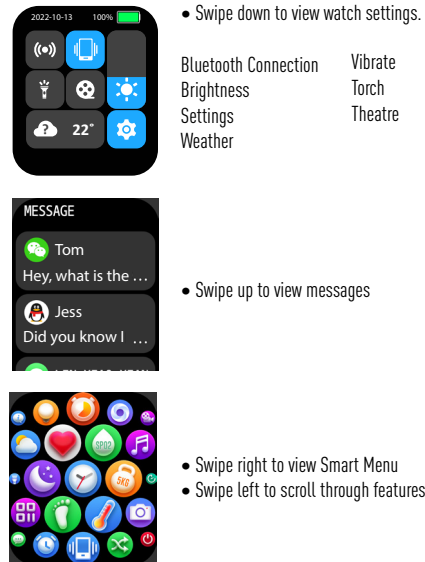 2022-10-13 100%
22°
• Swipe down to view watch settings.
Bluetooth Connection
Brightness
Settings
Weather
Vibrate
Torch
Theatre
MESSAGE
Tom
Hey, what is the ...
Jess
Did you know I ...
• Swipe up to view messages
SPO2
5KG
• Swipe right to view Smart Menu
• Swipe left to scroll through features